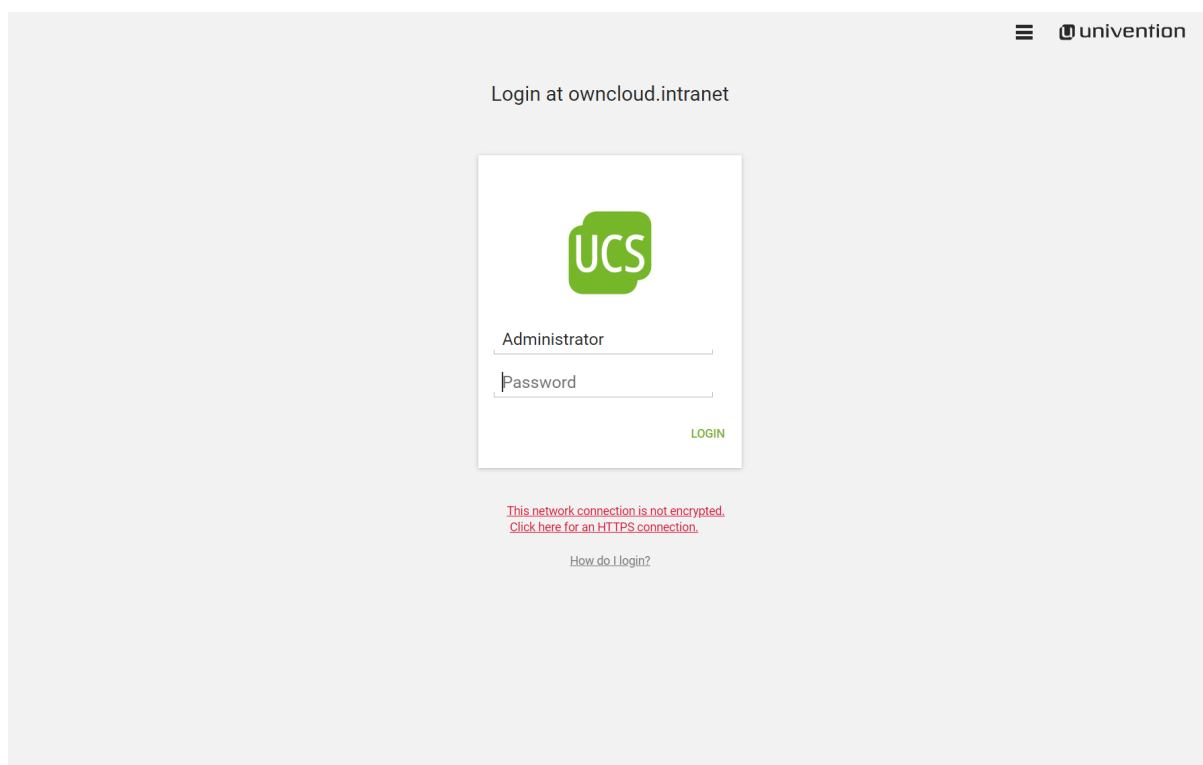 univention
Login at owncloud.intranet
UCS
Administrator
Password
LOGIN
This network connection is not encrypted.
Click here for an HTTPS connection.
How do I login?